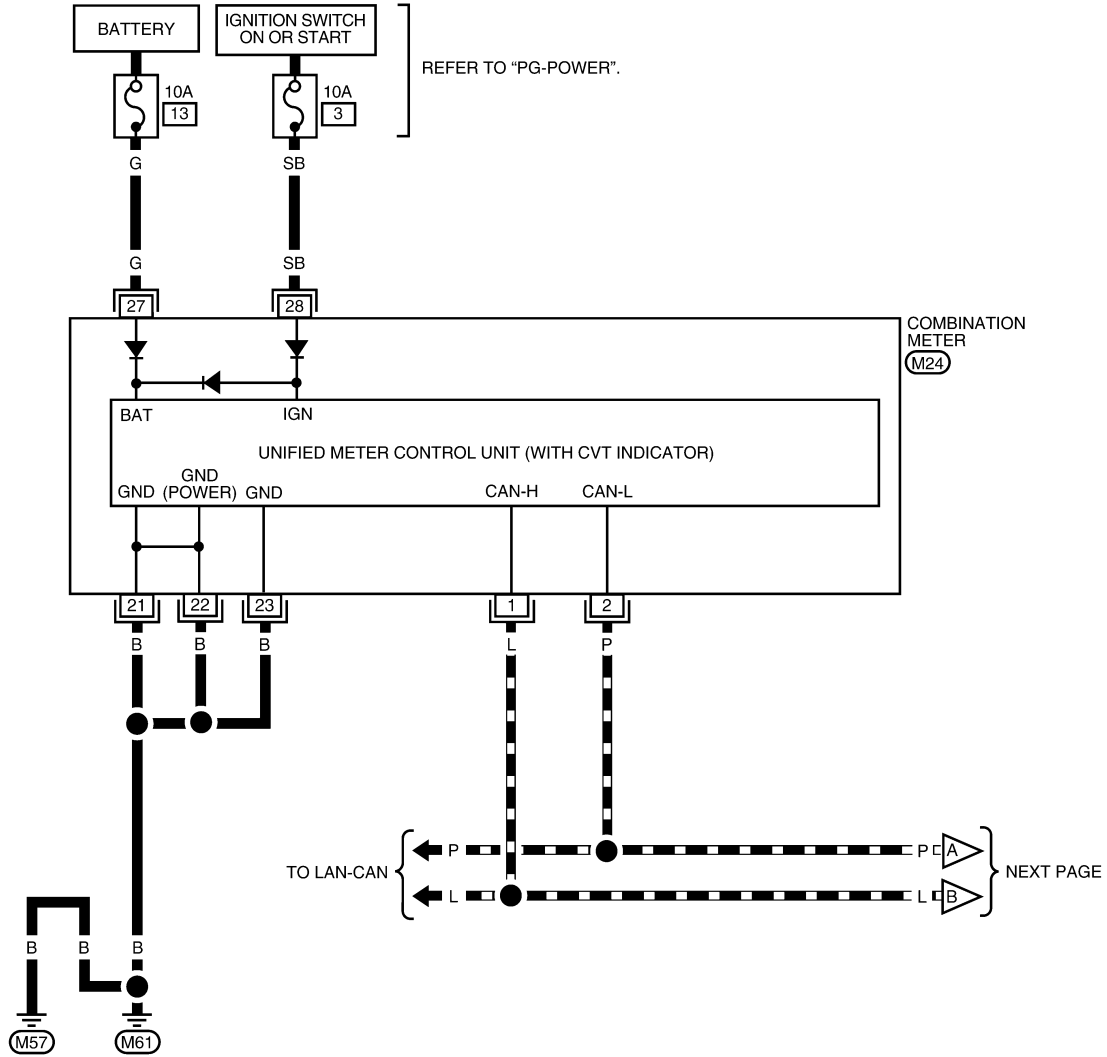 BATTERY
IGNITION SWITCH
ON OR START
REFER TO “PG-POWER”.
10A
13
10A
3
G
SB
G
SB
27
28
COMBINATION
METER
M24
BAT
IGN
UNIFIED METER CONTROL UNIT (WITH CVT INDICATOR)
GND
GND
(POWER)
GND
CAN-H
CAN-L
21
22
23
1
2
B
B
B
L
P
P
P
A
TO LAN-CAN
NEXT PAGE
L
L
B
B
B
B
M57
M61